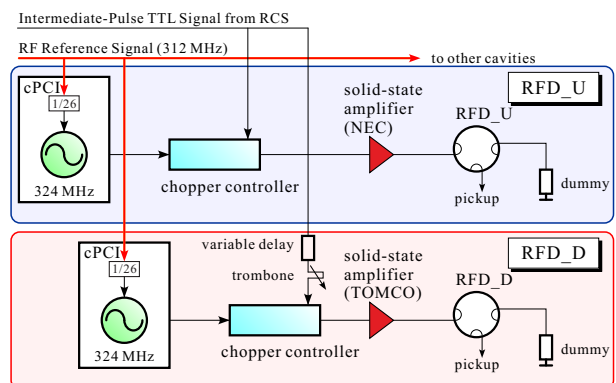 Intermediate-Pulse TTL Signal from RCS
RF Reference Signal (312 MHz)
to other cavities
cPCI
1/26
324 MHz
chopper controller
solid-state
amplifier
(NEC)
RFD_U
RFD_U
pickup
dummy
cPCI
1/26
324 MHz
variable delay
trombone
chopper controller
solid-state
amplifier
(TOMCO)
RFD_D
RFD_D
pickup
dummy